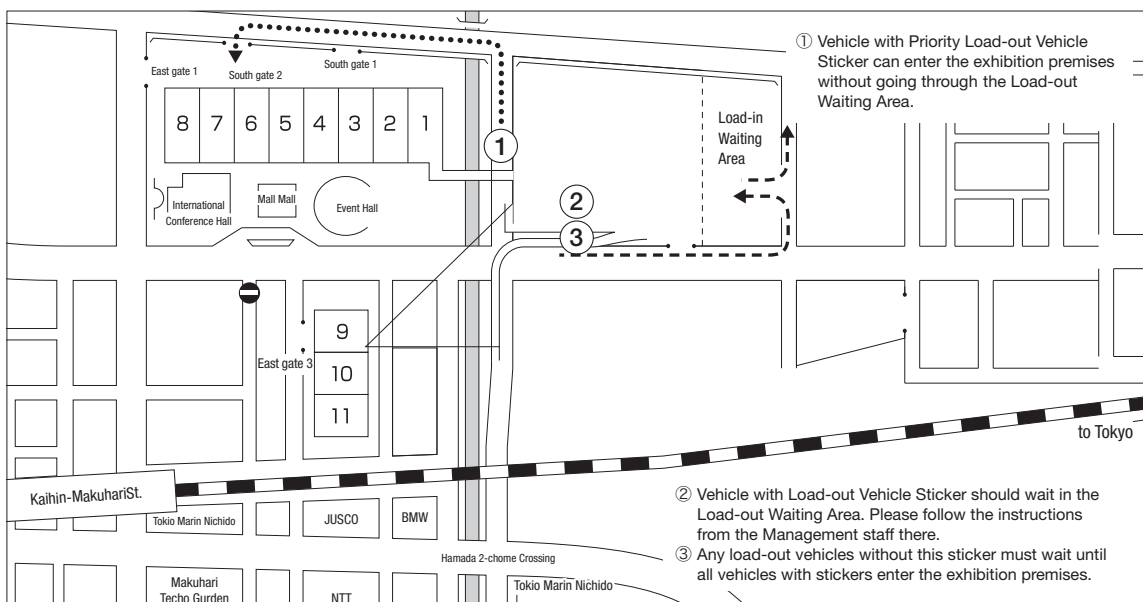 ① Vehicle with Priority Load-out Vehicle
Sticker can enter the exhibition premises
without going through the Load-out
Waiting Area.
East gate 1
South gate 2
South gate 1
8
7
6
5
4
3
2
1
1
Load-in
Waiting
Area
International
Conference Hall
Mall Mall
Event Hall
2
3
9
East gate 3
10
11
to Tokyo
Kaihin-MakuhariSt.
② Vehicle with Load-out Vehicle Sticker should wait in the
Load-out Waiting Area. Please follow the instructions
from the Management staff there.
③ Any load-out vehicles without this sticker must wait until
all vehicles with stickers enter the exhibition premises.
Tokio Marin Nichido
JUSCO
BMW
Hamada 2-chome Crossing
Makuhari
Techo Gurden
NTT
Tokio Marin Nichido